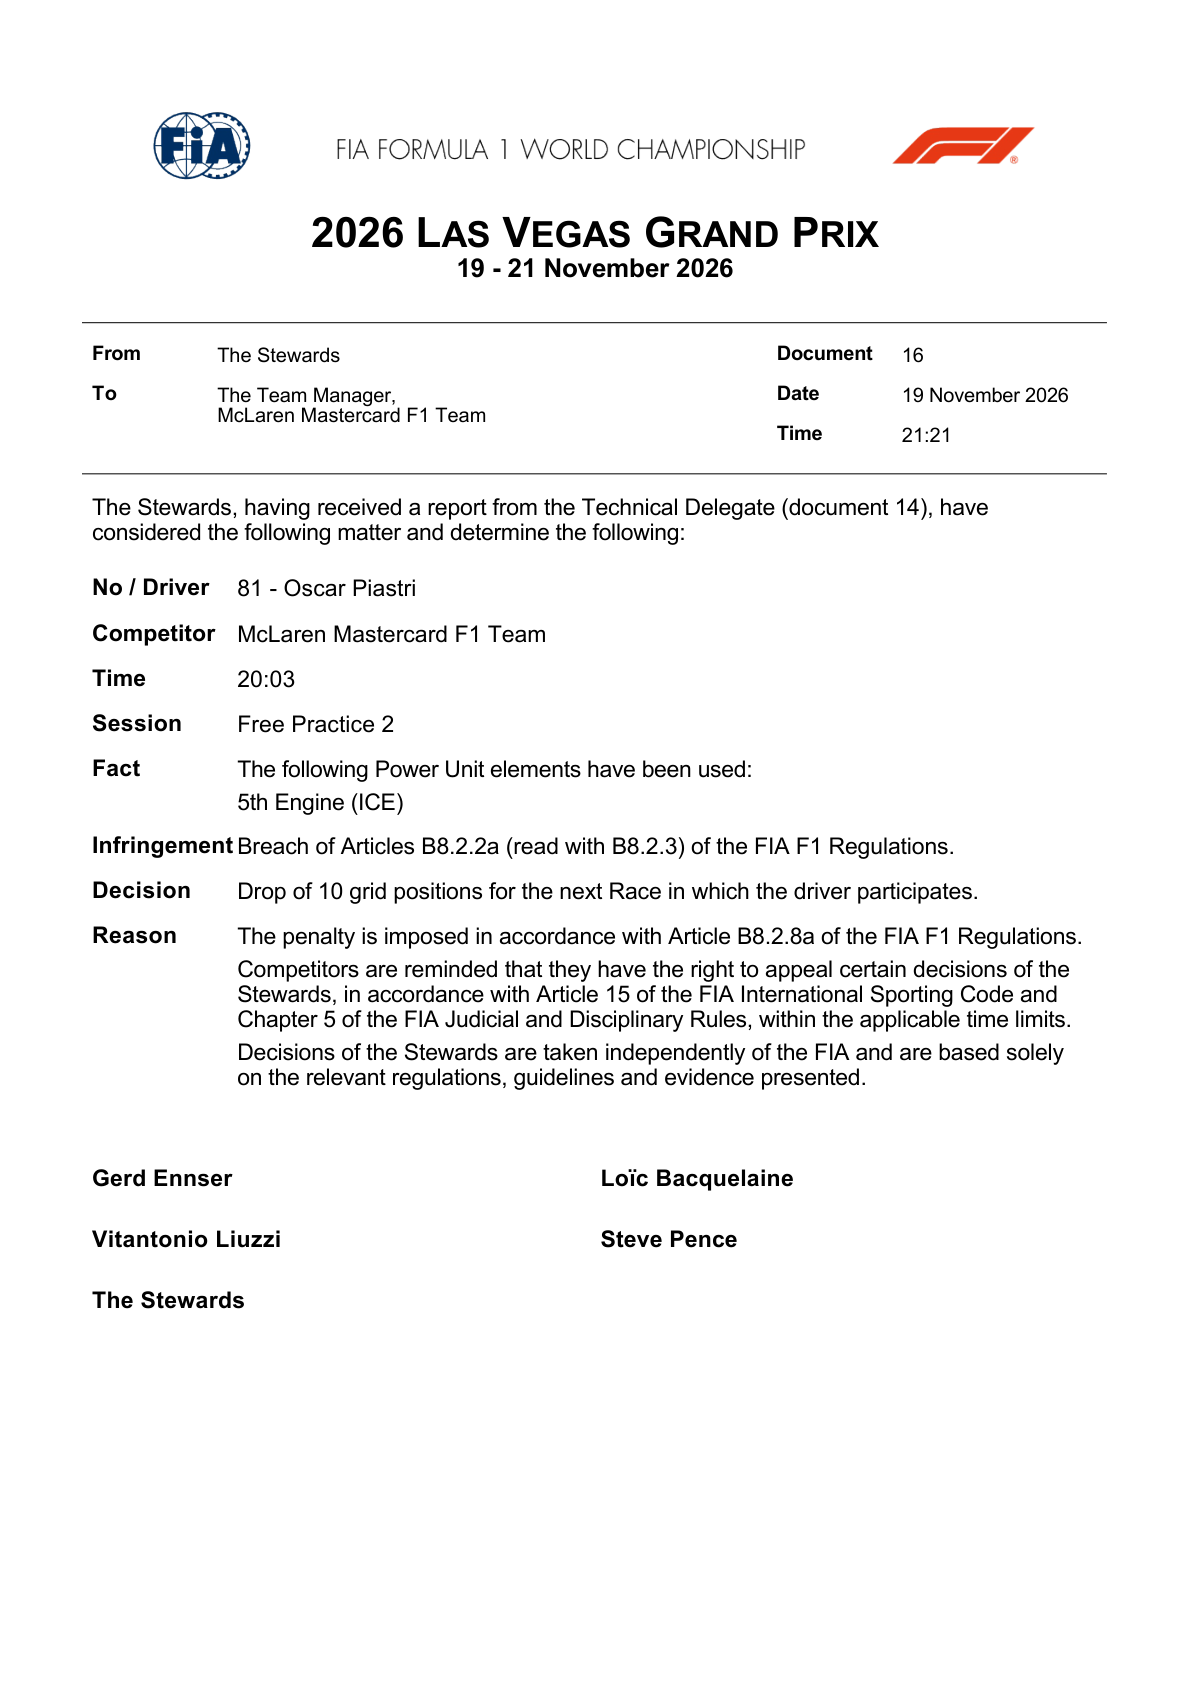 FIA
FIA FORMULA 1 WORLD CHAMPIONSHIP
F1®
2026 LAS VEGAS GRAND PRIX
19 - 21 November 2026
From The Stewards Document 16
To The Team Manager, Date 19 November 2026
McLaren Mastercard F1 Team
Time 21:21
The Stewards, having received a report from the Technical Delegate (document 14), have
considered the following matter and determine the following:
No / Driver 81 - Oscar Piastri
Competitor McLaren Mastercard F1 Team
Time 20:03
Session Free Practice 2
Fact The following Power Unit elements have been used:
5th Engine (ICE)
Infringement Breach of Articles B8.2.2a (read with B8.2.3) of the FIA F1 Regulations.
Decision Drop of 10 grid positions for the next Race in which the driver participates.
Reason The penalty is imposed in accordance with Article B8.2.8a of the FIA F1 Regulations.
Competitors are reminded that they have the right to appeal certain decisions of the
Stewards, in accordance with Article 15 of the FIA International Sporting Code and
Chapter 5 of the FIA Judicial and Disciplinary Rules, within the applicable time limits.
Decisions of the Stewards are taken independently of the FIA and are based solely
on the relevant regulations, guidelines and evidence presented.
Gerd Ennser Loïc Bacquelaine
Vitantonio Liuzzi Steve Pence
The Stewards